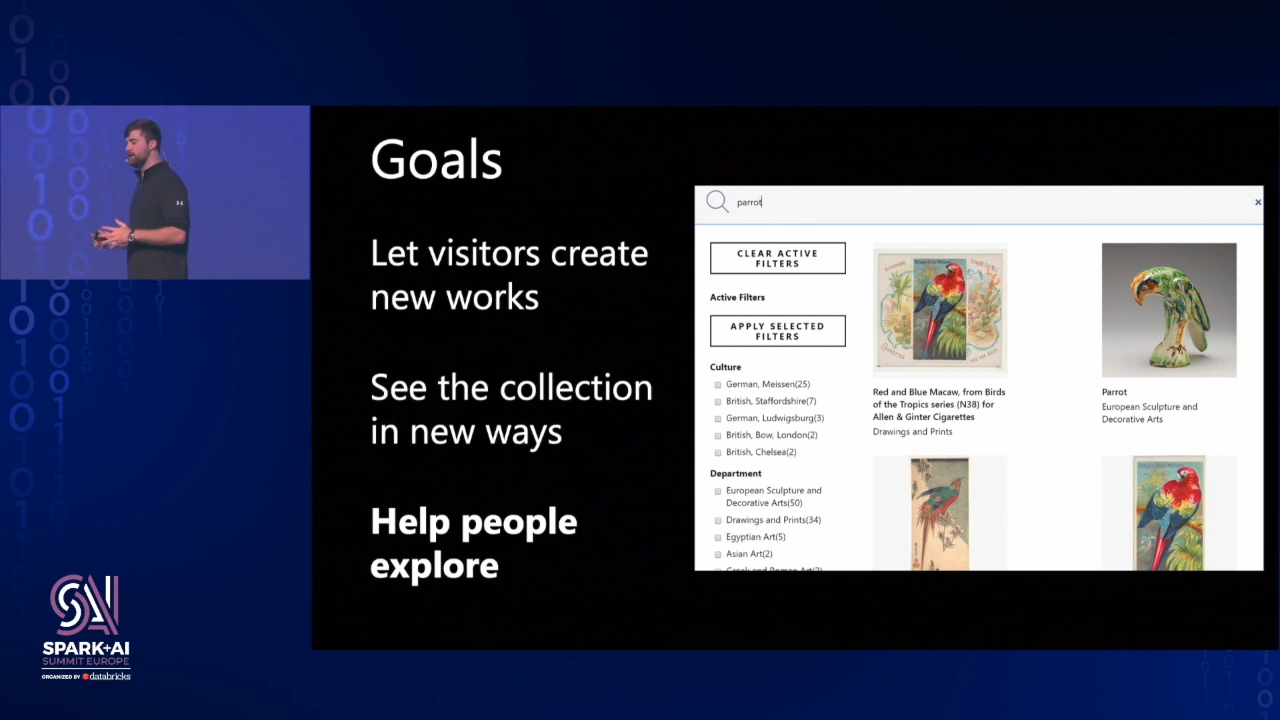 Goals
Let visitors create
new works
See the collection
in new ways
Help people
explore
parrot
×
CLEAR ACTIVE
FILTERS
Active Filters
APPLY SELECTED
FILTERS
Culture
German, Meissen(25)
British, Staffordshire(7)
German, Ludwigsburg(3)
British, Bow, London(2)
British, Chelsea(2)
Department
European Sculpture and
Decorative Arts(50)
Drawings and Prints(34)
Egyptian Art(5)
Asian Art(2)
Red and Blue Macaw, from Birds
of the Tropics series (N38) for
Allen & Ginter Cigarettes
Drawings and Prints
Parrot
European Sculpture and
Decorative Arts
SPARK+AI
SUMMIT EUROPE
ORGANIZED BY databricks